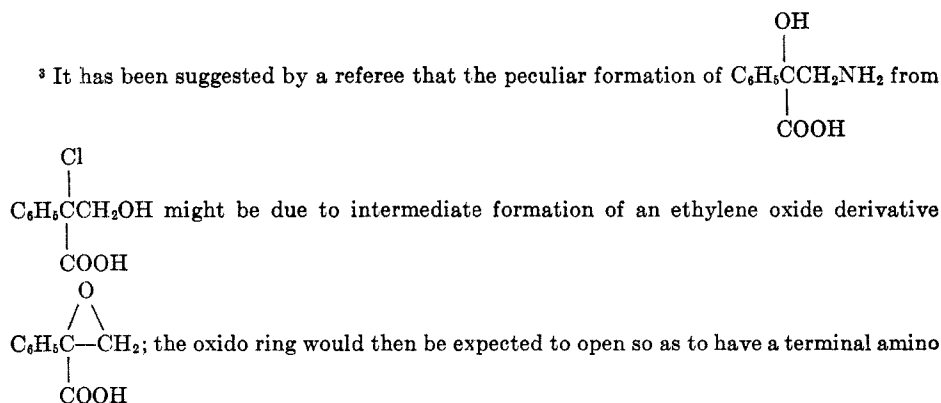 OH
³ It has been suggested by a referee that the peculiar formation of C₆H₅CCH₂NH₂ from
COOH
Cl
C₆H₅CCH₂OH might be due to intermediate formation of an ethylene oxide derivative
COOH
O
C₆H₅C—CH₂; the oxido ring would then be expected to open so as to have a terminal amino
COOH